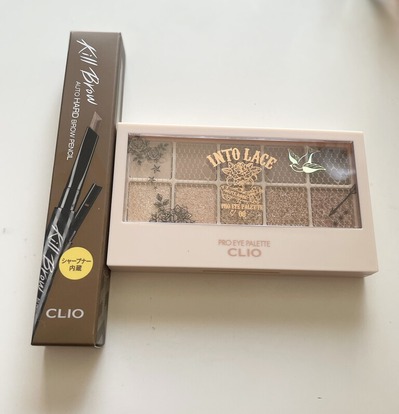 Kill Brow
AUTO HARD BROW PENCIL
Kill Brow
シャープナー
内蔵
CLIO
INTO LACE
PRO EYE PALETTE
06
PRO EYE PALETTE
CLIO